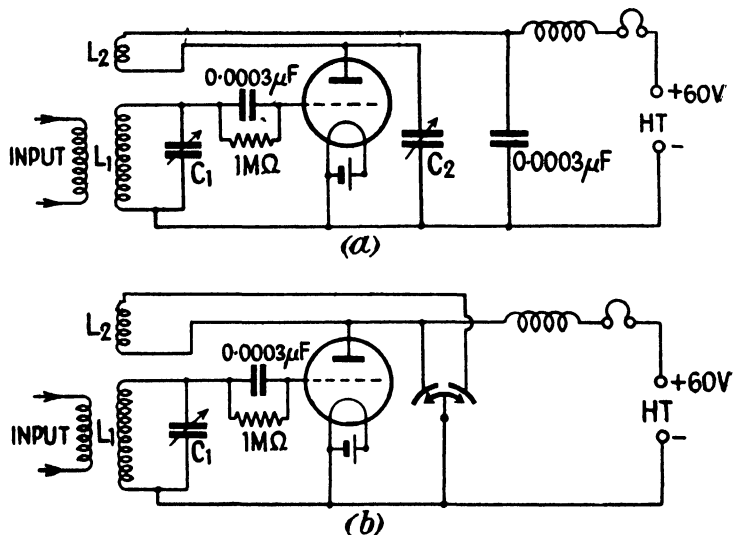 L2
0·0003μF
+60V
HT
−
INPUT
L1
C1
1MΩ
C2
0·0003μF
(a)
L2
0·0003μF
+60V
HT
−
INPUT
L1
C1
1MΩ
(b)